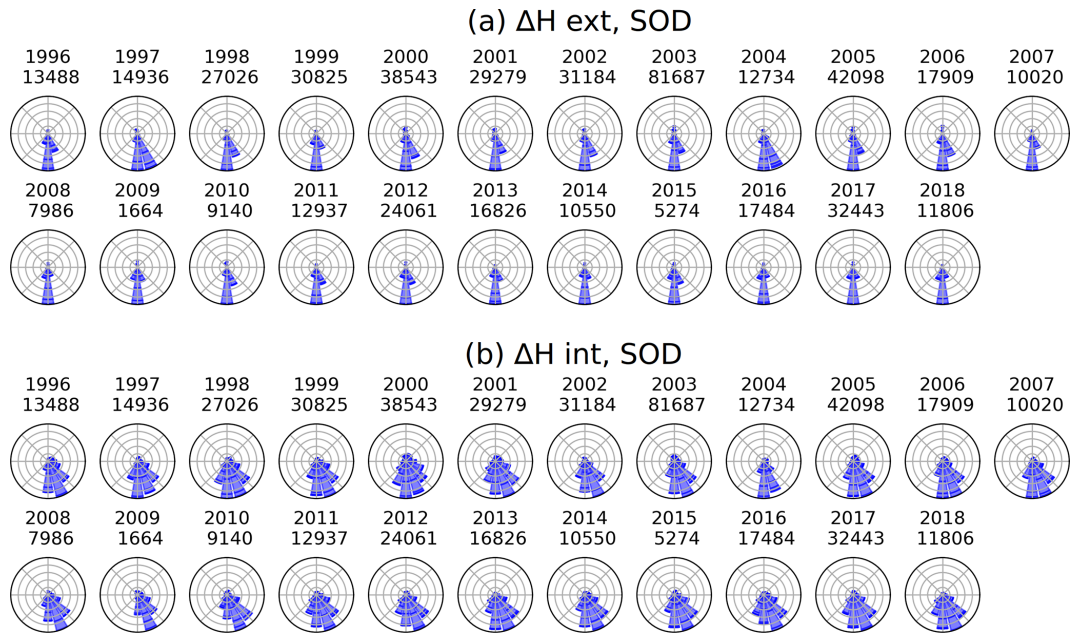 (a) ΔH ext, SOD
1996 1997 1998 1999 2000 2001 2002 2003 2004 2005 2006 2007
13488 14936 27026 30825 38543 29279 31184 81687 12734 42098 17909 10020
2008 2009 2010 2011 2012 2013 2014 2015 2016 2017 2018
7986 1664 9140 12937 24061 16826 10550 5274 17484 32443 11806
(b) ΔH int, SOD
1996 1997 1998 1999 2000 2001 2002 2003 2004 2005 2006 2007
13488 14936 27026 30825 38543 29279 31184 81687 12734 42098 17909 10020
2008 2009 2010 2011 2012 2013 2014 2015 2016 2017 2018
7986 1664 9140 12937 24061 16826 10550 5274 17484 32443 11806